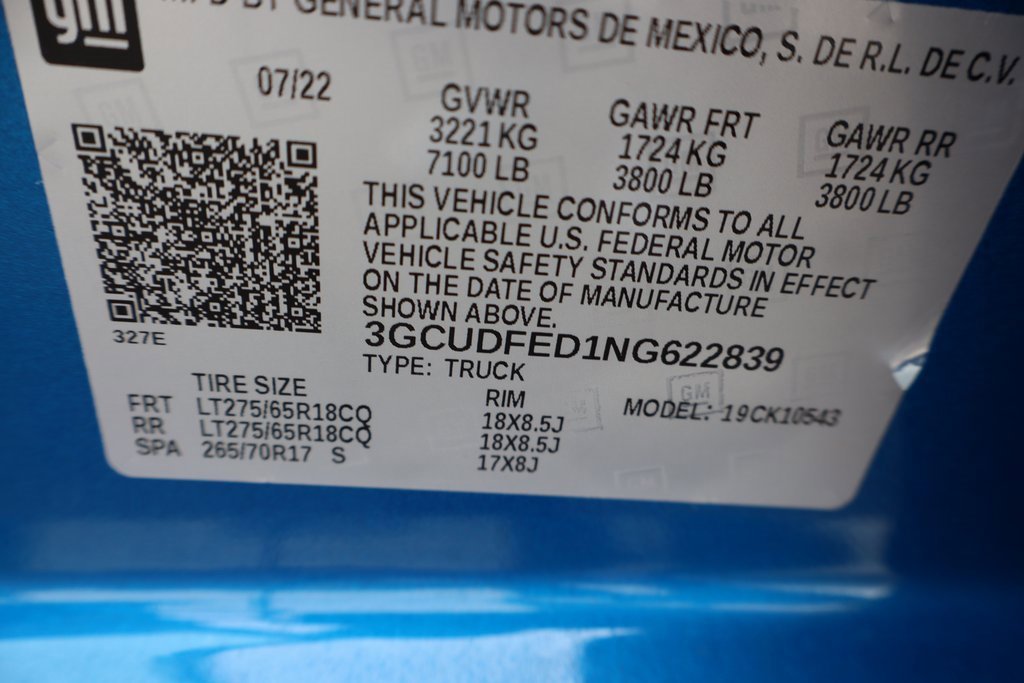 gm
MFD BY GENERAL MOTORS DE MEXICO, S. DE R.L. DE C.V.
07/22
GVWR GAWR FRT GAWR RR
3221 KG 1724 KG 1724 KG
7100 LB 3800 LB 3800 LB
THIS VEHICLE CONFORMS TO ALL
APPLICABLE U.S. FEDERAL MOTOR
VEHICLE SAFETY STANDARDS IN EFFECT
ON THE DATE OF MANUFACTURE
SHOWN ABOVE.
327E
3GCUDFED1NG622839
TYPE: TRUCK
TIRE SIZE RIM
FRT LT275/65R18CQ 18X8.5J MODEL: 19CK10543
RR LT275/65R18CQ 18X8.5J
SPA 265/70R17 S 17X8J
GM